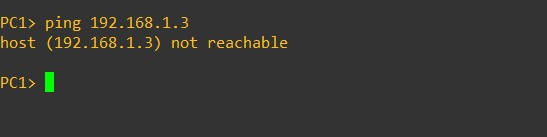 PC1> ping 192.168.1.3
host (192.168.1.3) not reachable
PC1>